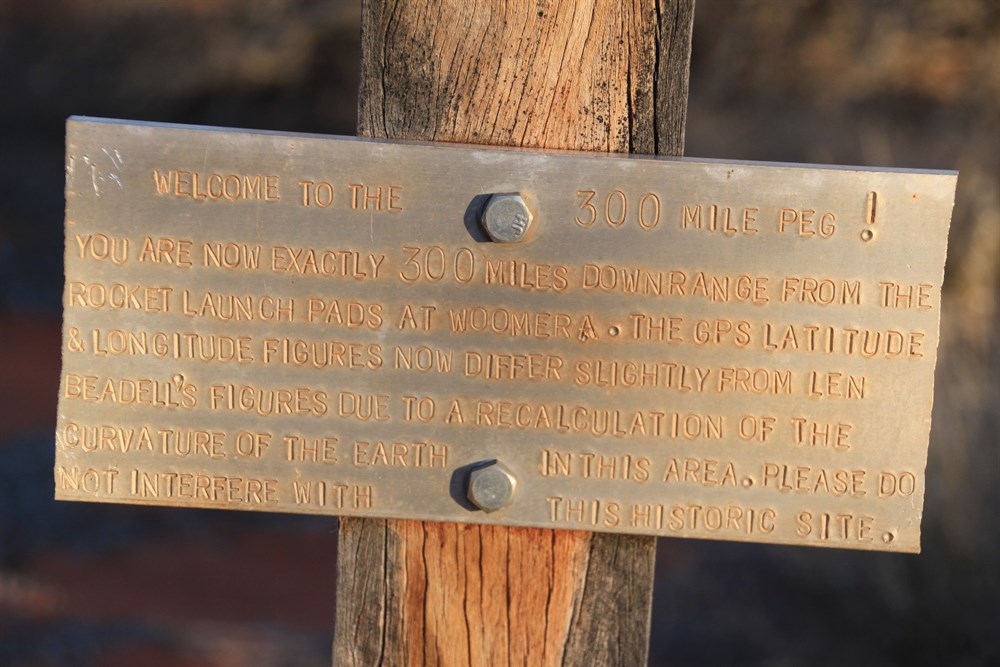 WELCOME TO THE 300 MILE PEG !
YOU ARE NOW EXACTLY 300 MILES DOWNRANGE FROM THE
ROCKET LAUNCH PADS AT WOOMERA. THE GPS LATITUDE
& LONGITUDE FIGURES NOW DIFFER SLIGHTLY FROM LEN
BEADELL'S FIGURES DUE TO A RECALCULATION OF THE
CURVATURE OF THE EARTH IN THIS AREA. PLEASE DO
NOT INTERFERE WITH THIS HISTORIC SITE.